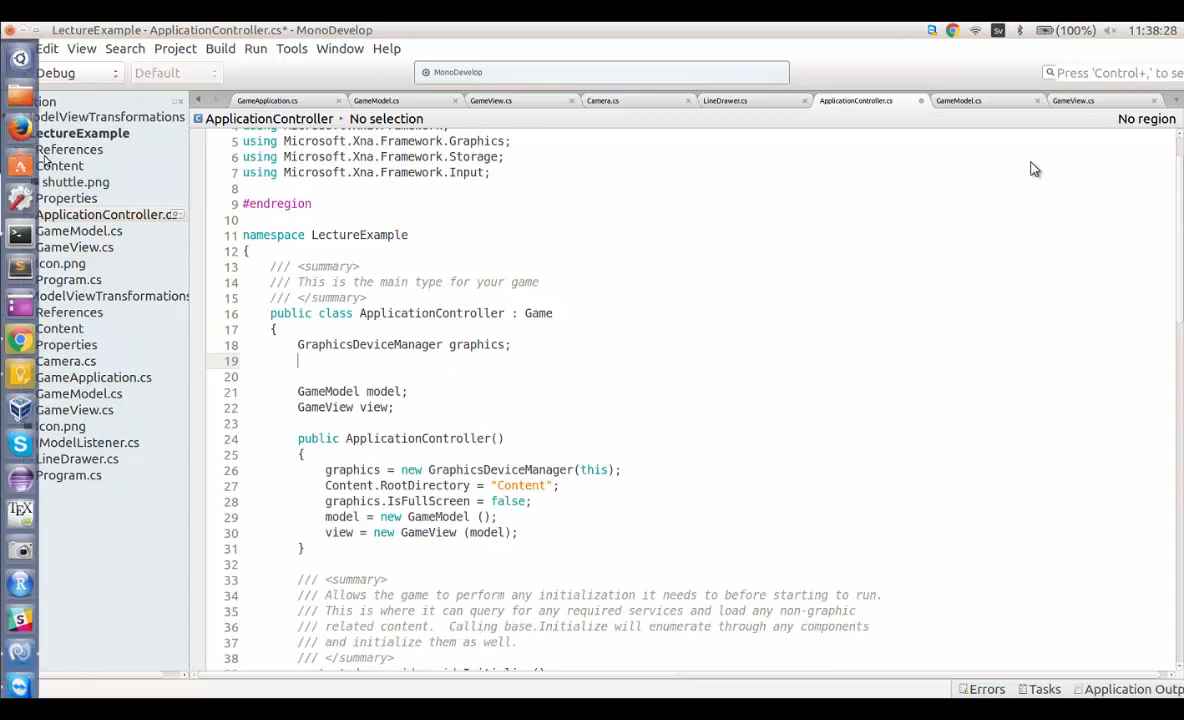 LectureExample - ApplicationController.cs* - MonoDevelop
Sv
(100%)
11:38:28
Edit View Search Project Build Run Tools Window Help
Debug
Default
MonoDevelop
Press 'Control+,' to se
tion
odelViewTransformations
ectureExample
References
Content
shuttle.png
Properties
ApplicationController.cs
GameModel.cs
GameView.cs
Icon.png
Program.cs
odelViewTransformations
References
Content
Properties
Camera.cs
GameApplication.cs
GameModel.cs
GameView.cs
Icon.png
IModelListener.cs
LineDrawer.cs
Program.cs
GameApplication.cs
GameModel.cs
GameView.cs
Camera.cs
LineDrawer.cs
ApplicationController.cs
GameModel.cs
GameView.cs
ApplicationController
No selection
No region
5 using Microsoft.Xna.Framework.Graphics;
6 using Microsoft.Xna.Framework.Storage;
7 using Microsoft.Xna.Framework.Input;
8
9 #endregion
10
11 namespace LectureExample
12 {
13 /// <summary>
14 /// This is the main type for your game
15 /// </summary>
16 public class ApplicationController : Game
17 {
18 GraphicsDeviceManager graphics;
19
20
21 GameModel model;
22 GameView view;
23
24 public ApplicationController()
25 {
26 graphics = new GraphicsDeviceManager(this);
27 Content.RootDirectory = "Content";
28 graphics.IsFullScreen = false;
29 model = new GameModel ();
30 view = new GameView (model);
31 }
32
33 /// <summary>
34 /// Allows the game to perform any initialization it needs to before starting to run.
35 /// This is where it can query for any required services and load any non-graphic
36 /// related content.  Calling base.Initialize will enumerate through any components
37 /// and initialize them as well.
38 /// </summary>
Errors
Tasks
Application Outp